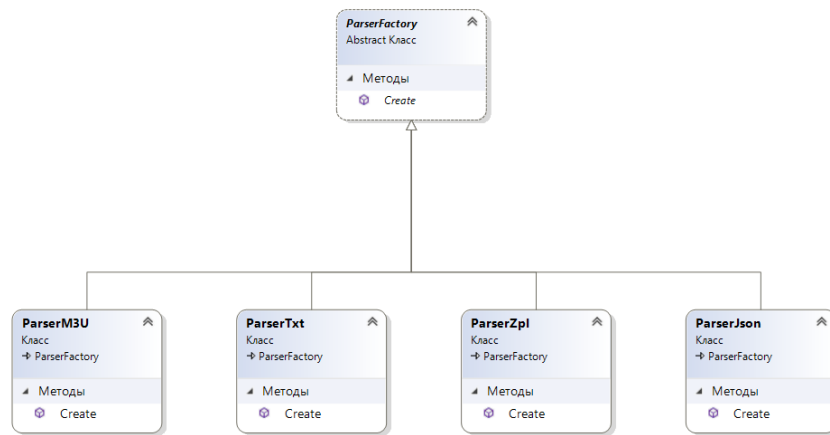 ParserFactory
Abstract Класс
Методы
Create
ParserM3U
Класс
ParserFactory
Методы
Create
ParserTxt
Класс
ParserFactory
Методы
Create
ParserZpl
Класс
ParserFactory
Методы
Create
ParserJson
Класс
ParserFactory
Методы
Create